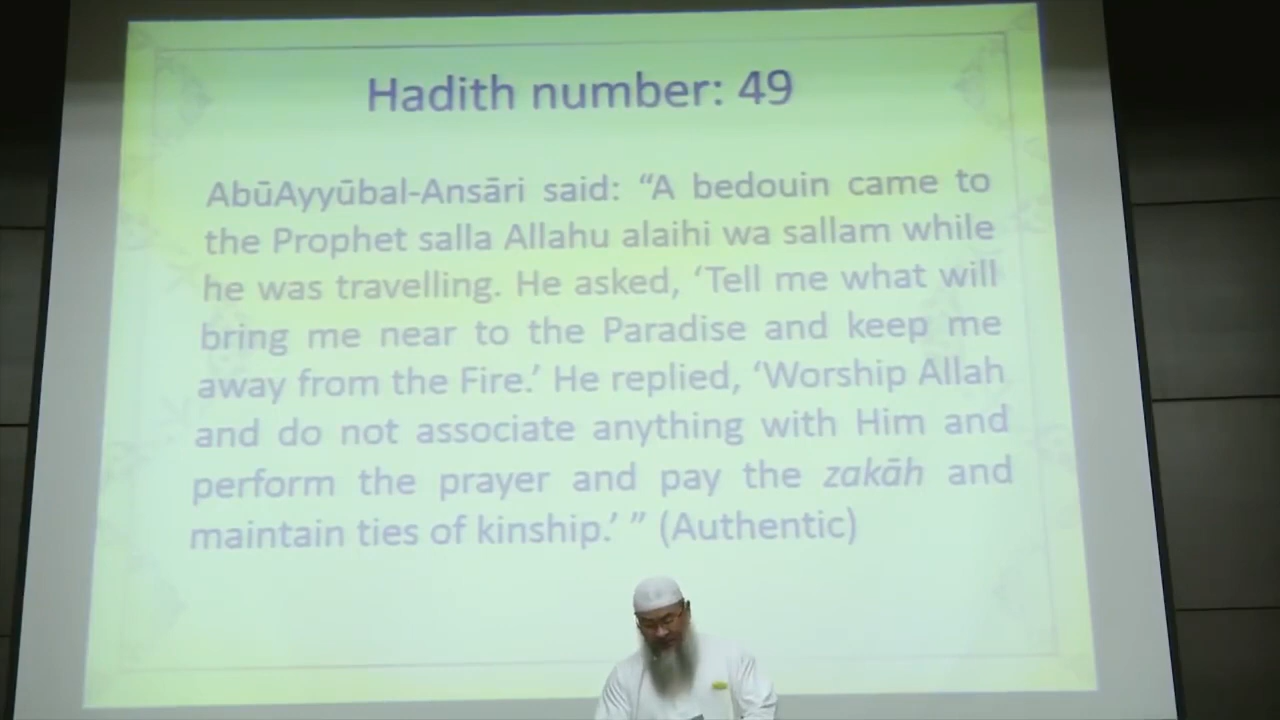 Hadith number: 49
AbūAyyūbal-Ansāri said: “A bedouin came to
the Prophet salla Allahu alaihi wa sallam while
he was travelling. He asked, ‘Tell me what will
bring me near to the Paradise and keep me
away from the Fire.’ He replied, ‘Worship Allah
and do not associate anything with Him and
perform the prayer and pay the zakāh and
maintain ties of kinship.’ ” (Authentic)